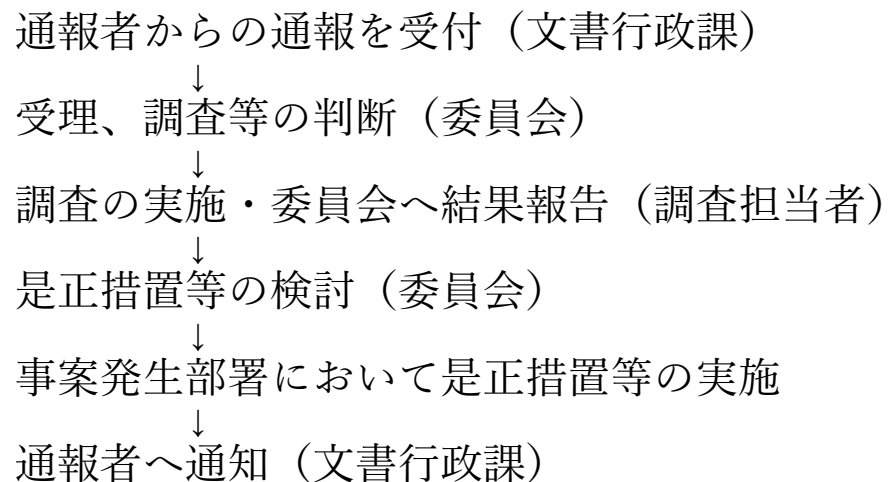 通報者からの通報を受付（文書行政課）
↓
受理、調査等の判断（委員会）
↓
調査の実施・委員会へ結果報告（調査担当者）
↓
是正措置等の検討（委員会）
↓
事案発生部署において是正措置等の実施
↓
通報者へ通知（文書行政課）